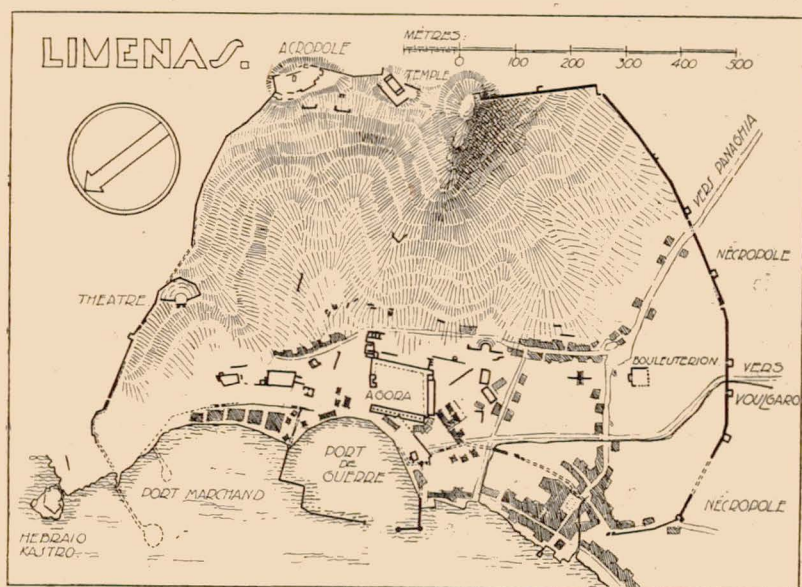 LIMENAS.
ACROPOLE
TEMPLE
MÈTRES:
0 100 200 300 400 500
VERS PANAGHIA
NÉCROPOLE
THEATRE
BOULEUTERION
VERS
VOULGARO
AGORA
PORT
DE
GUERRE
PORT MARCHAND
NÉCROPOLE
HEBRAIO
KASTRO